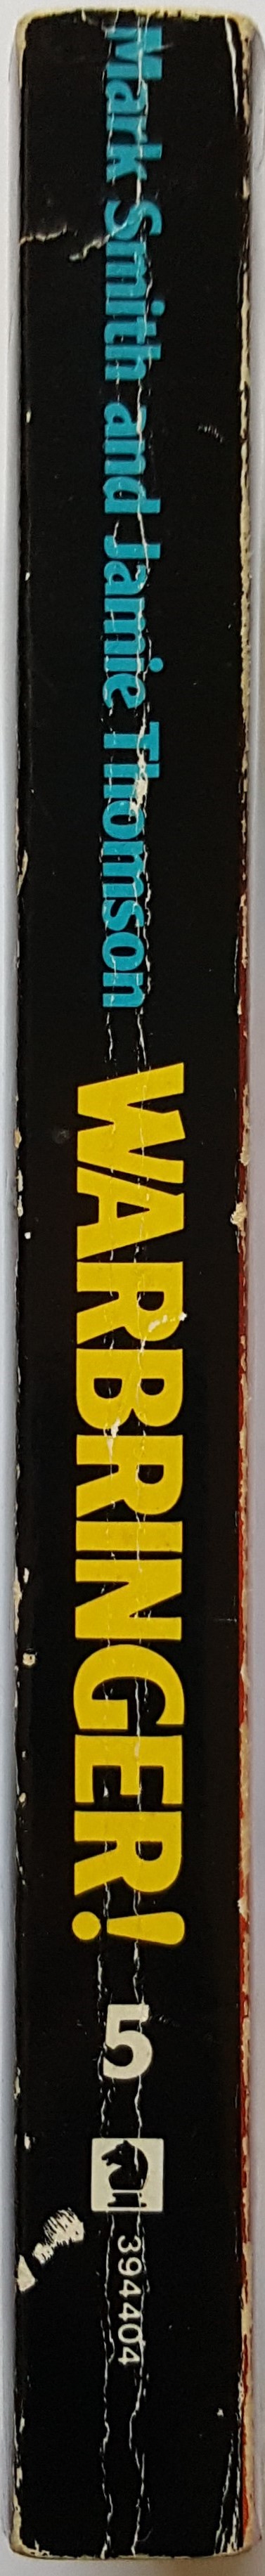 Mark Smith and Jamie Thomson
WARBRINGER!
5
394404